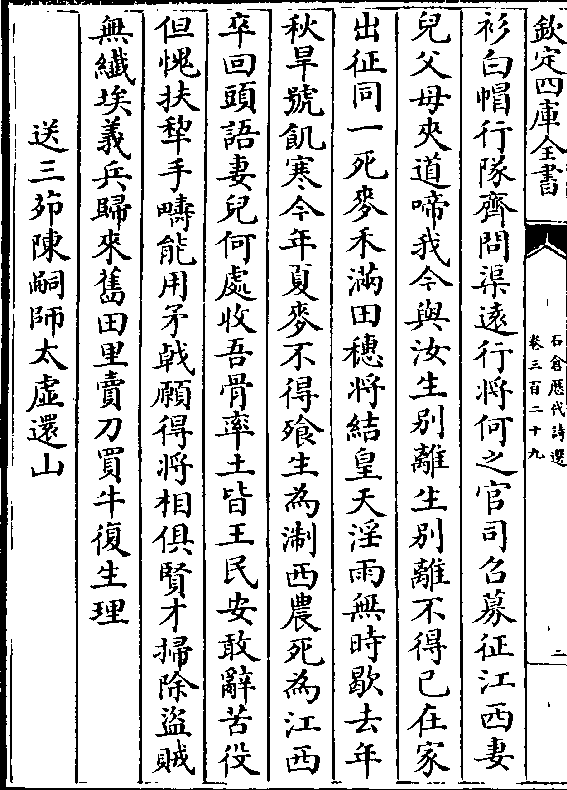 欽定四庫全書
石倉歷代詩選
卷三百二十九
二
衫白帽行隊齊問渠遠行將何之官司召募征江西妻
兒父母夾道啼我今與汝生別離生別離不得已在家
出征同一死麥禾滿田穗將結皇天淫雨無時歇去年
秋旱號飢寒今年夏麥不得飧生為淛西農死為江西
卒回頭語妻兒何處收吾骨率土皆王民安敢辭苦役
但愧扶犂手疇能用矛㦸願得將相俱賢才掃除盜賊
無纖埃義兵歸來舊田里賣刀買牛復生理
送三茆陳嗣師太虛還山